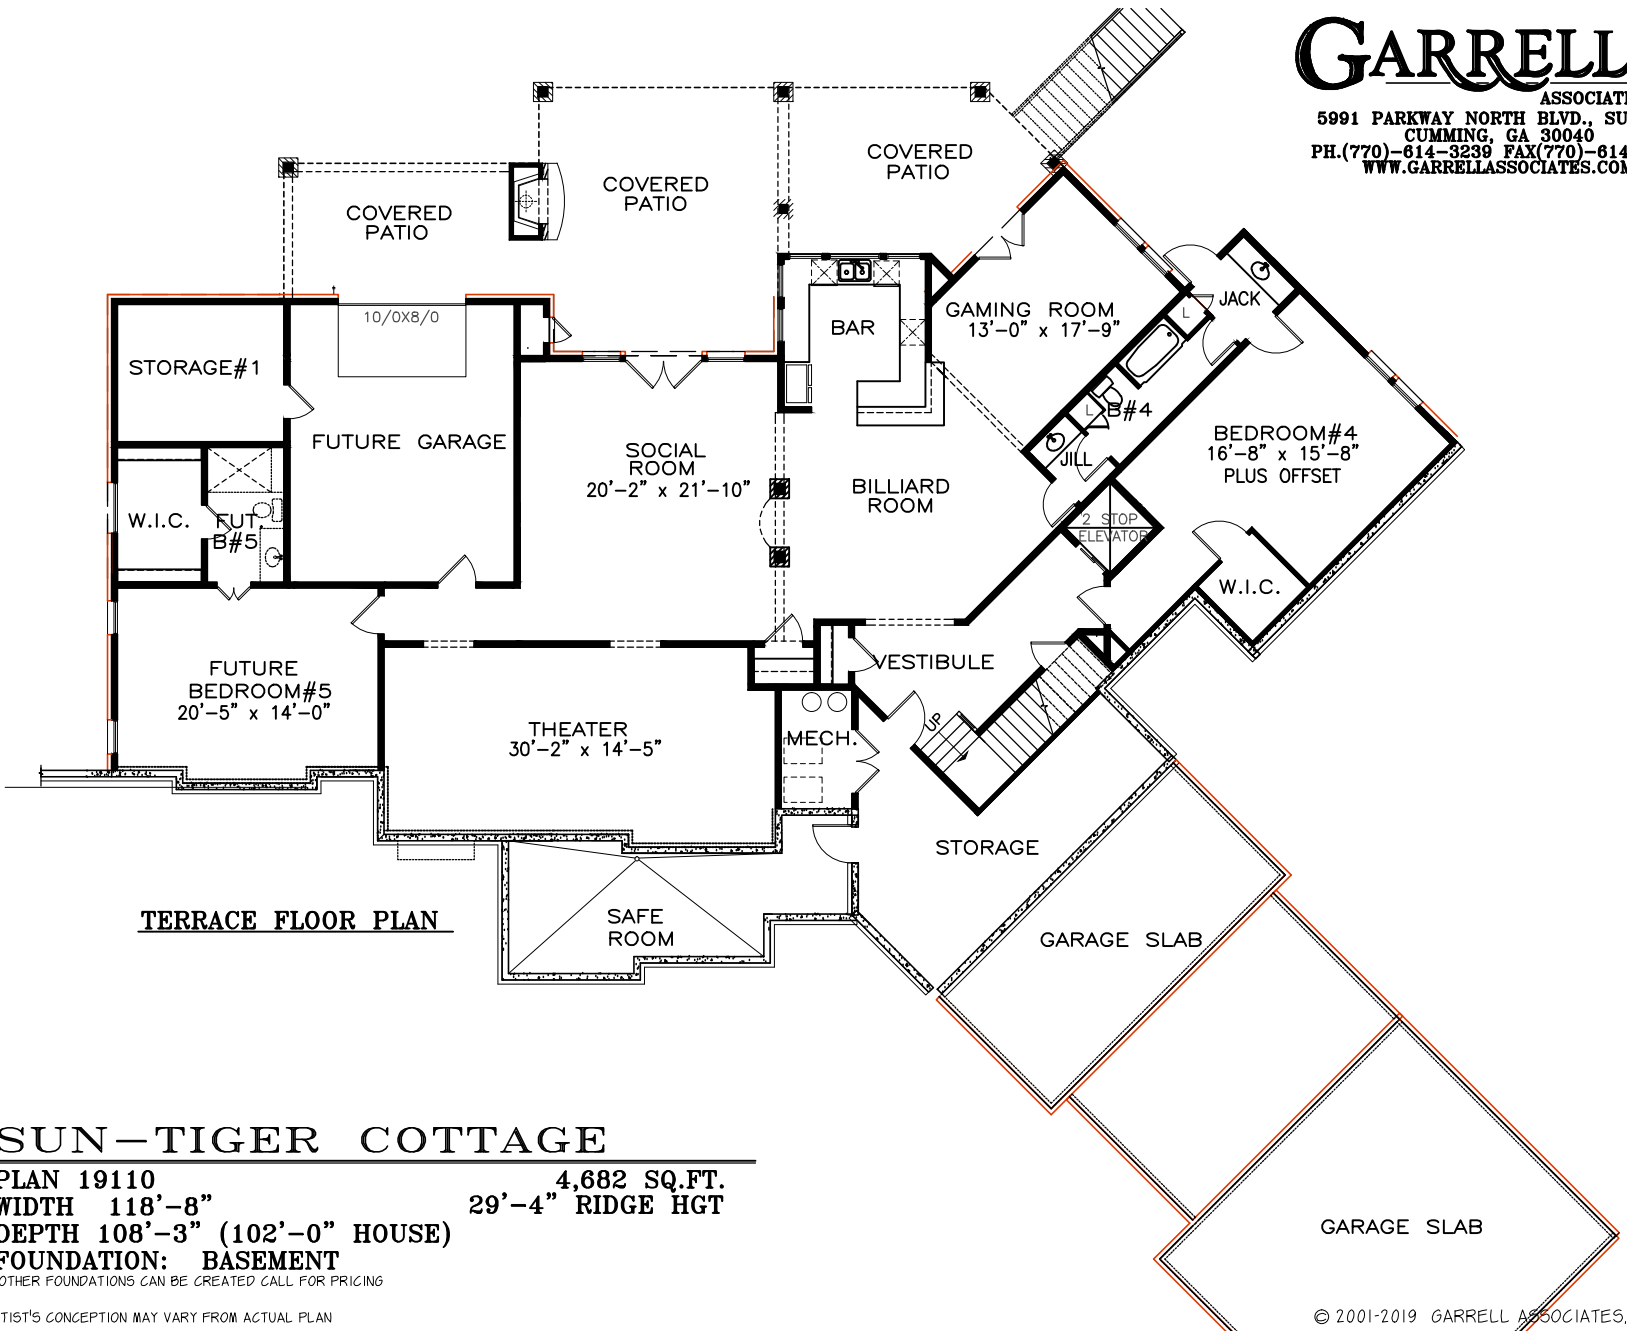 GARRELL
ASSOCIATE
5991 PARKWAY NORTH BLVD., SU
CUMMING, GA 30040
PH.(770)-614-3239 FAX(770)-614
WWW.GARRELLASSOCIATES.COM
COVERED
PATIO
COVERED
PATIO
COVERED
PATIO
10/0X8/0
BAR
GAMING ROOM
13'-0" x 17'-9"
JACK
L
STORAGE#1
FUTURE GARAGE
SOCIAL
ROOM
20'-2" x 21'-10"
L
B#4
JILL
BEDROOM#4
16'-8" x 15'-8"
PLUS OFFSET
BILLIARD
ROOM
W.I.C.
FUT.
B#5
2 STOP
ELEVATOR
W.I.C.
FUTURE
BEDROOM#5
20'-5" x 14'-0"
VESTIBULE
UP
THEATER
30'-2" x 14'-5"
MECH.
STORAGE
SAFE
ROOM
TERRACE FLOOR PLAN
GARAGE SLAB
GARAGE SLAB
SUN-TIGER COTTAGE
PLAN 19110
4,682 SQ.FT.
WIDTH 118'-8"
29'-4" RIDGE HGT
DEPTH 108'-3" (102'-0" HOUSE)
FOUNDATION: BASEMENT
OTHER FOUNDATIONS CAN BE CREATED CALL FOR PRICING
TIST'S CONCEPTION MAY VARY FROM ACTUAL PLAN
© 2001-2019 GARRELL ASSOCIATES,